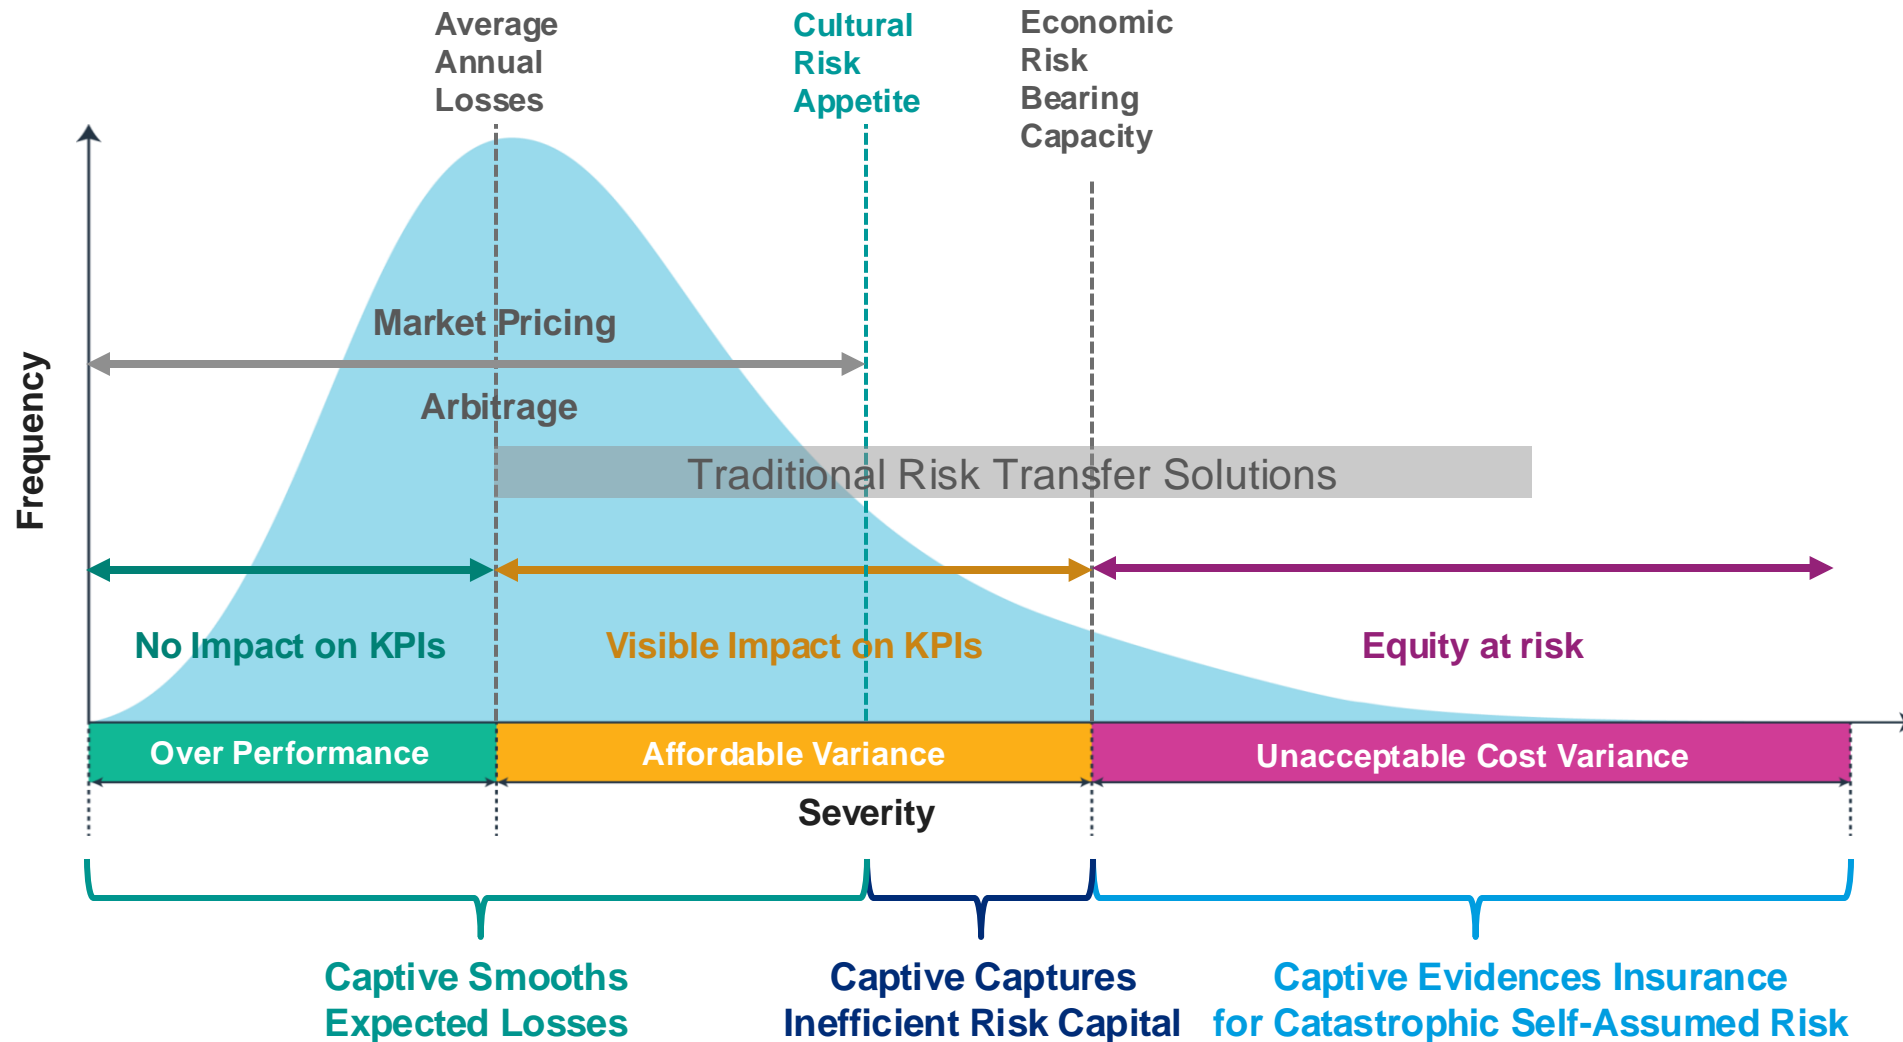 Average
Annual
Losses
Cultural
Risk
Appetite
Economic
Risk
Bearing
Capacity
Frequency
Market Pricing
Arbitrage
Traditional Risk Transfer Solutions
No Impact on KPIs
Visible Impact on KPIs
Equity at risk
Over Performance
Affordable Variance
Unacceptable Cost Variance
Severity
Captive Smooths
Expected Losses
Captive Captures
Inefficient Risk Capital
Captive Evidences Insurance
for Catastrophic Self-Assumed Risk